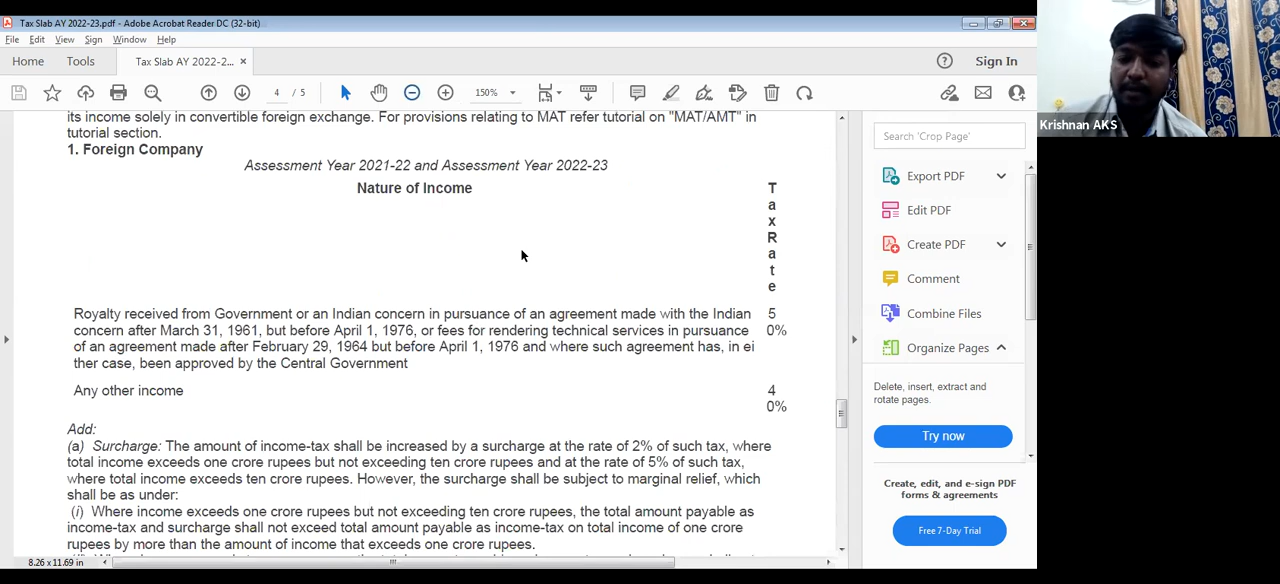 Tax Slab AY 2022-23.pdf - Adobe Acrobat Reader DC (32-bit)
File Edit View Sign Window Help
Home Tools Tax Slab AY 2022-2... × Sign In
4 / 5 150%
its income solely in convertible foreign exchange. For provisions relating to MAT refer tutorial on "MAT/AMT" in
tutorial section.
1. Foreign Company
Assessment Year 2021-22 and Assessment Year 2022-23
Nature of Income
T
a
x
R
a
t
e
Royalty received from Government or an Indian concern in pursuance of an agreement made with the Indian 5
concern after March 31, 1961, but before April 1, 1976, or fees for rendering technical services in pursuance 0%
of an agreement made after February 29, 1964 but before April 1, 1976 and where such agreement has, in ei
ther case, been approved by the Central Government
Any other income 4
0%
Add:
(a) Surcharge: The amount of income-tax shall be increased by a surcharge at the rate of 2% of such tax, where
total income exceeds one crore rupees but not exceeding ten crore rupees and at the rate of 5% of such tax,
where total income exceeds ten crore rupees. However, the surcharge shall be subject to marginal relief, which
shall be as under:
(i) Where income exceeds one crore rupees but not exceeding ten crore rupees, the total amount payable as
income-tax and surcharge shall not exceed total amount payable as income-tax on total income of one crore
rupees by more than the amount of income that exceeds one crore rupees.
8.26 x 11.69 in
Search 'Crop Page'
Export PDF
Edit PDF
Create PDF
Comment
Combine Files
Organize Pages
Delete, insert, extract and
rotate pages.
Try now
Create, edit, and e-sign PDF
forms & agreements
Free 7-Day Trial
Krishnan AKS